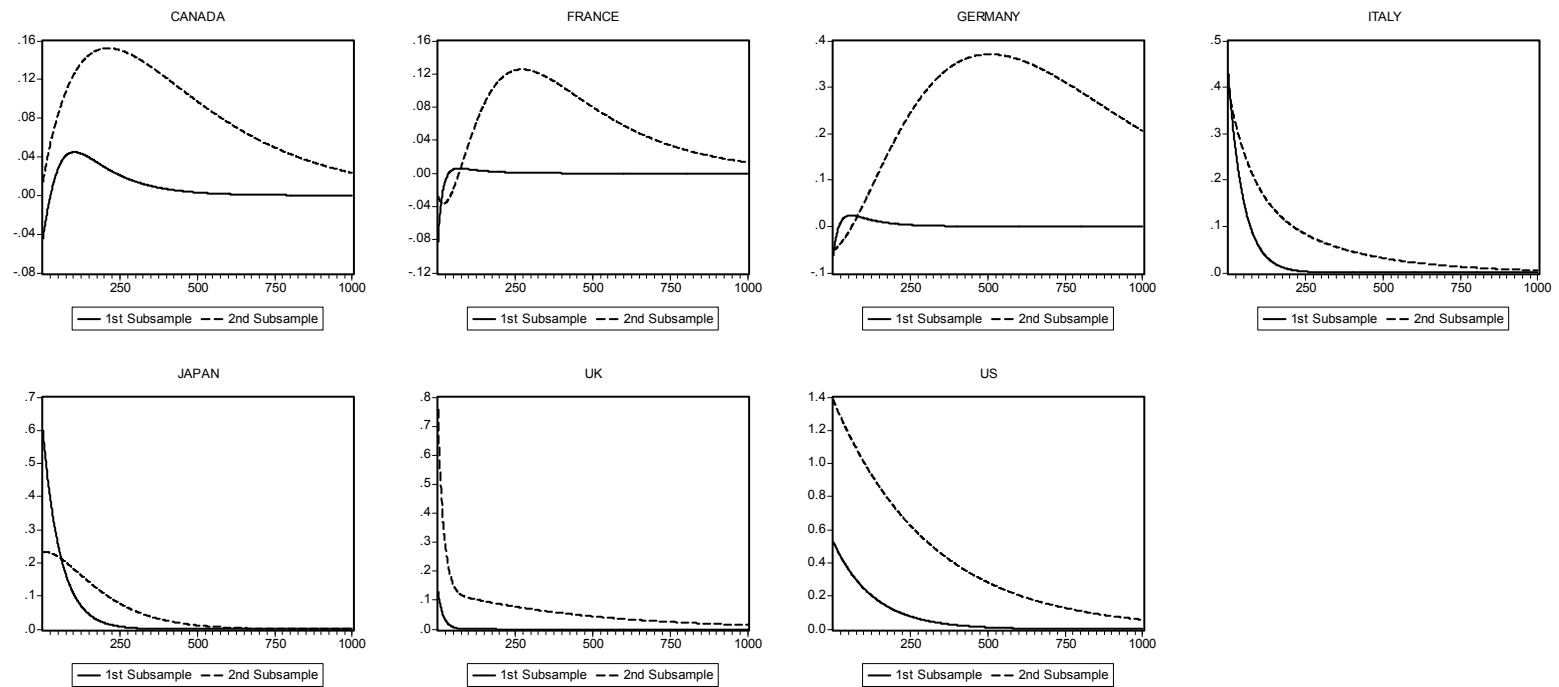 CANADA
.16
.12
.08
.04
.00
-.04
-.08
250 500 750 1000
1st Subsample 2nd Subsample
FRANCE
.16
.12
.08
.04
.00
-.04
-.08
-.12
250 500 750 1000
1st Subsample 2nd Subsample
GERMANY
.4
.3
.2
.1
.0
-.1
250 500 750 1000
1st Subsample 2nd Subsample
ITALY
.5
.4
.3
.2
.1
.0
250 500 750 1000
1st Subsample 2nd Subsample
JAPAN
.7
.6
.5
.4
.3
.2
.1
.0
250 500 750 1000
1st Subsample 2nd Subsample
UK
.8
.7
.6
.5
.4
.3
.2
.1
.0
250 500 750 1000
1st Subsample 2nd Subsample
US
1.4
1.2
1.0
0.8
0.6
0.4
0.2
0.0
250 500 750 1000
1st Subsample 2nd Subsample